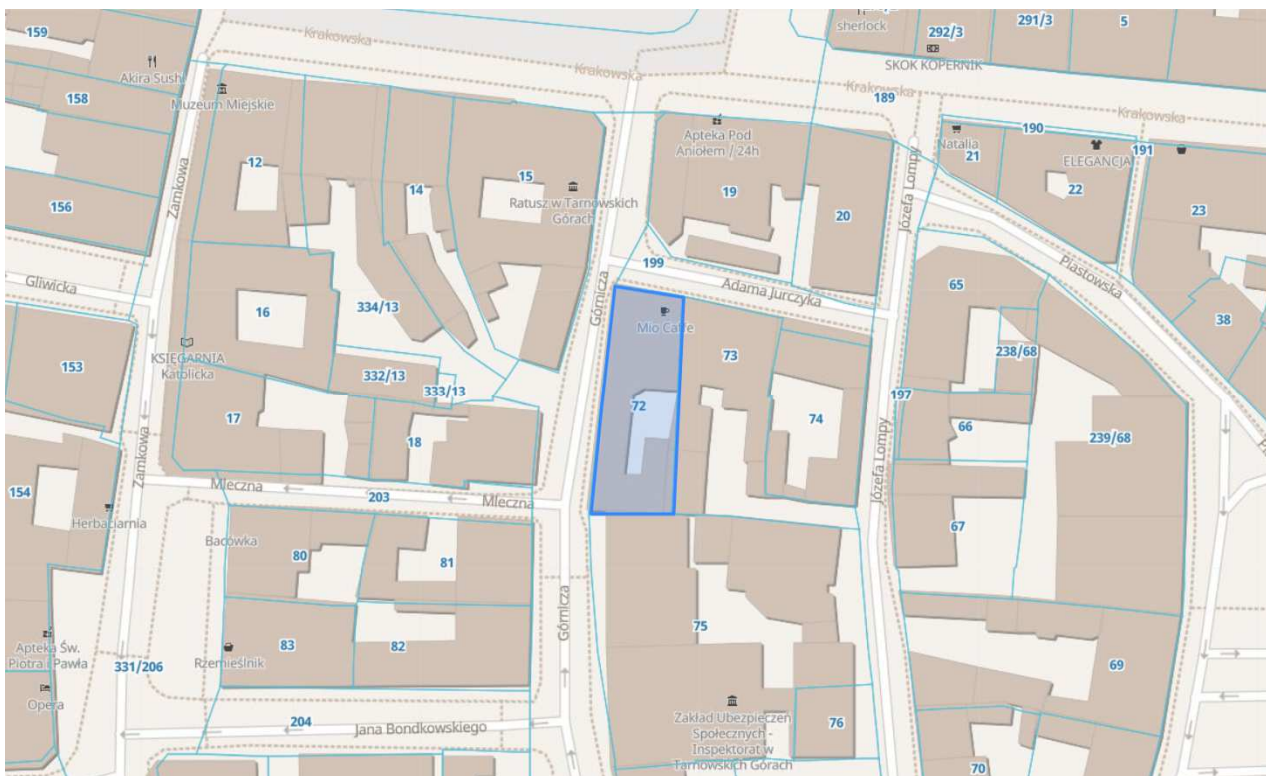 159
Krakowska
sherlock
292/3
291/3
5
Akira Sushi
SKOK KOPERNIK
Krakowska
158
Muzeum Miejskie
189
Krakowska
Krakowska
Apteka Pod
Aniołem / 24h
190
Natalia
21
ELEGANCJA
191
12
14
15
19
22
Ratusz w Tarnowskich
Górach
156
Zamkowa
20
Józefa Lompy
23
199
Piastowska
Gliwicka
Adama Jurczyka
65
Górnicza
334/13
16
Mio Caffe
38
153
KSIĘGARNIA
Katolicka
73
238/68
332/13
333/13
197
72
17
18
74
66
239/68
154
Zamkowa
Mleczna
203
Mleczna
Józefa Lompy
Herbaciarnia
67
Bacówka
80
81
Górnicza
Apteka Św.
Piotra i Pawła
83
82
75
331/206
Rzemieślnik
69
Opera
204
Jana Bondkowskiego
Zakład Ubezpieczeń
Społecznych -
Inspektorat w
Tarnowskich Górach
76
70